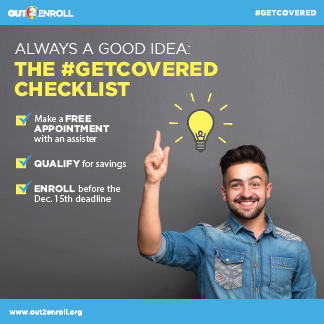 OUT2ENROLL
#GETCOVERED
ALWAYS A GOOD IDEA:
THE #GETCOVERED
CHECKLIST
Make a FREE
APPOINTMENT
with an assister
QUALIFY for savings
ENROLL before the
Dec. 15th deadline
www.out2enroll.org